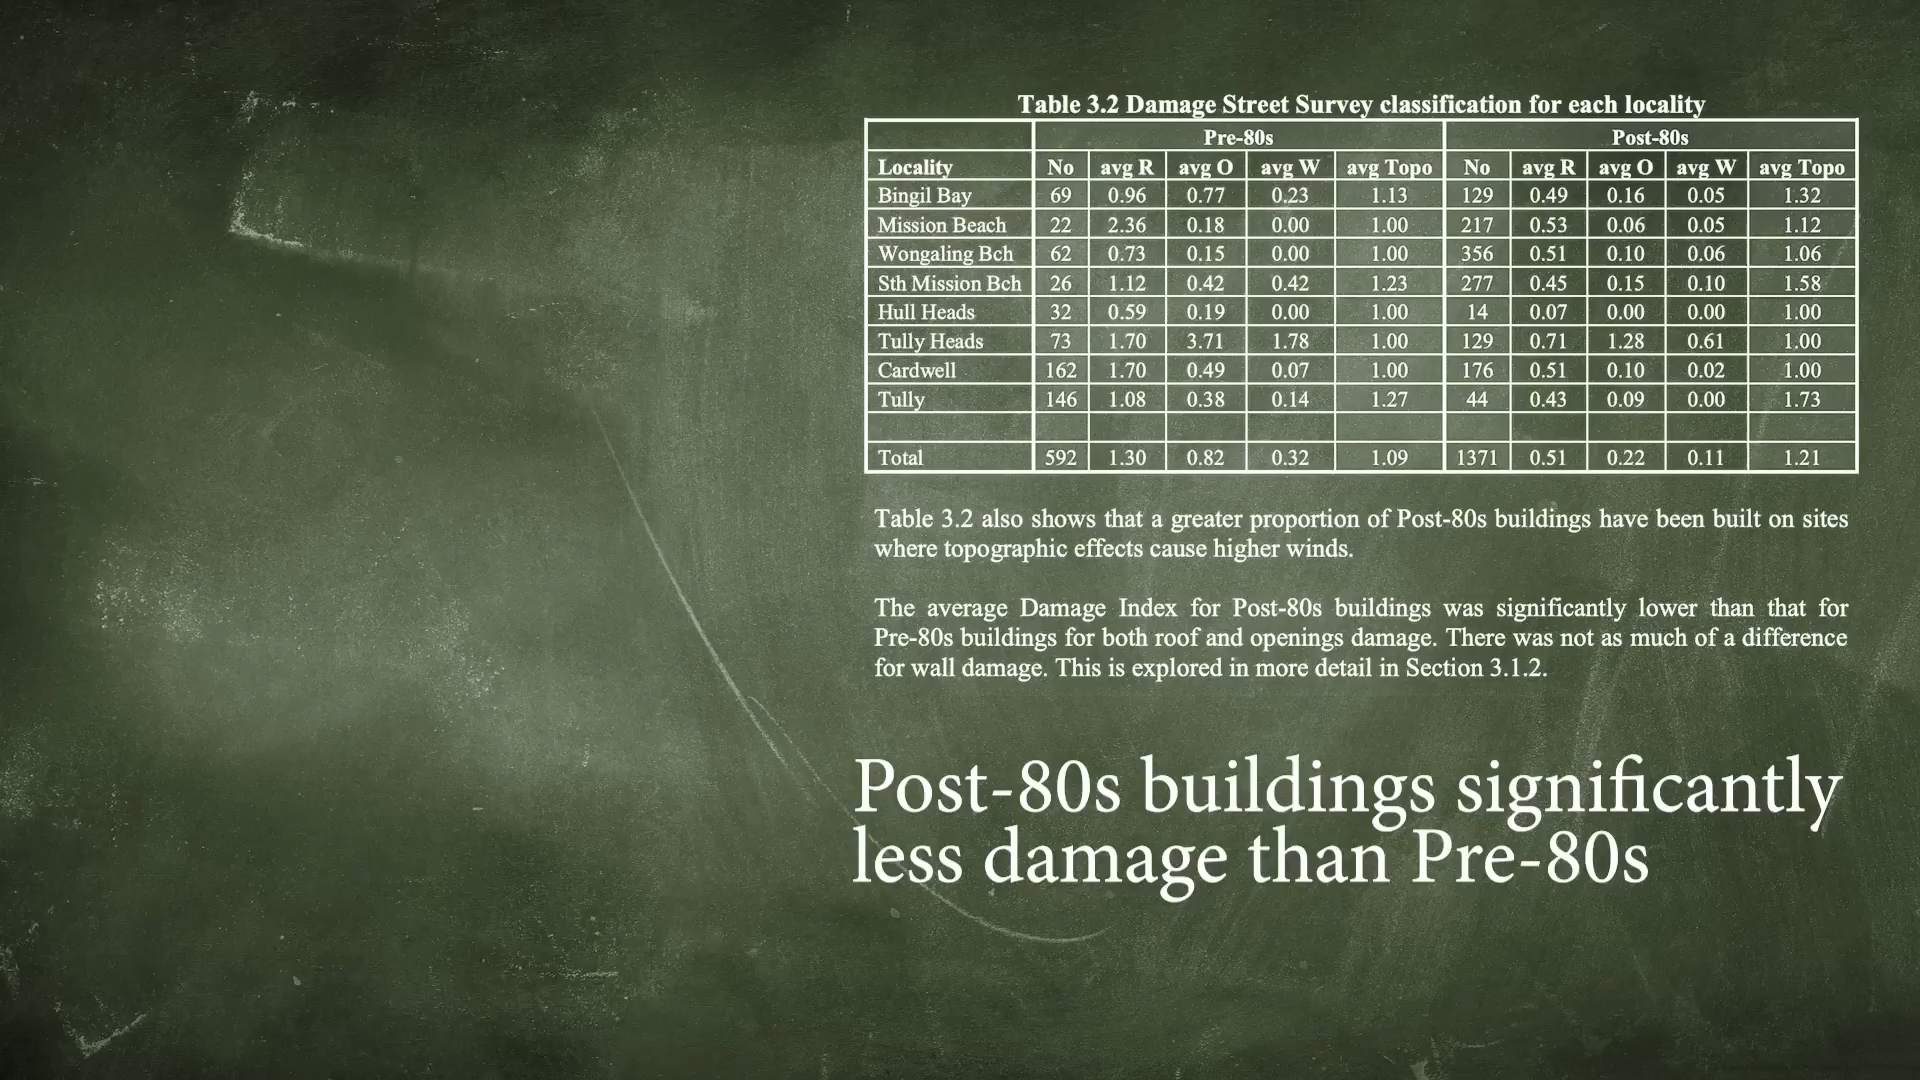 Table 3.2 Damage Street Survey classification for each locality
Pre-80s Post-80s
Locality No avg R avg O avg W avg Topo No avg R avg O avg W avg Topo
Bingil Bay 69 0.96 0.77 0.23 1.13 129 0.49 0.16 0.05 1.32
Mission Beach 22 2.36 0.18 0.00 1.00 217 0.53 0.06 0.05 1.12
Wongaling Bch 62 0.73 0.15 0.00 1.00 356 0.51 0.10 0.06 1.06
Sth Mission Bch 26 1.12 0.42 0.42 1.23 277 0.45 0.15 0.10 1.58
Hull Heads 32 0.59 0.19 0.00 1.00 14 0.07 0.00 0.00 1.00
Tully Heads 73 1.70 3.71 1.78 1.00 129 0.71 1.28 0.61 1.00
Cardwell 162 1.70 0.49 0.07 1.00 176 0.51 0.10 0.02 1.00
Tully 146 1.08 0.38 0.14 1.27 44 0.43 0.09 0.00 1.73
Total 592 1.30 0.82 0.32 1.09 1371 0.51 0.22 0.11 1.21
Table 3.2 also shows that a greater proportion of Post-80s buildings have been built on sites
where topographic effects cause higher winds.
The average Damage Index for Post-80s buildings was significantly lower than that for
Pre-80s buildings for both roof and openings damage. There was not as much of a difference
for wall damage. This is explored in more detail in Section 3.1.2.
Post-80s buildings significantly
less damage than Pre-80s